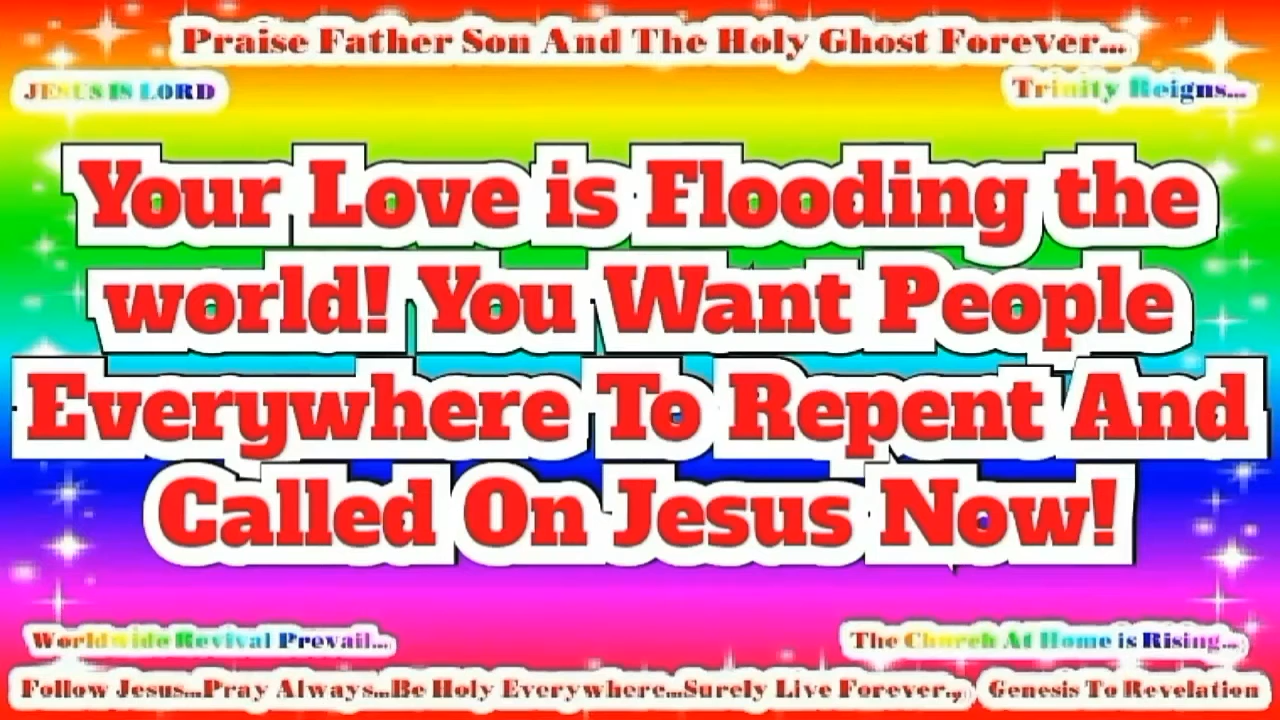 Praise Father Son And The Holy Ghost Forever...
JESUS IS LORD
Trinity Reigns...
Your Love is Flooding the
world! You Want People
Everywhere To Repent And
Called On Jesus Now!
Worldwide Revival Prevail...
The Church At Home is Rising...
Follow Jesus...Pray Always...Be Holy Everywhere...Surely Live Forever..,
Genesis To Revelation